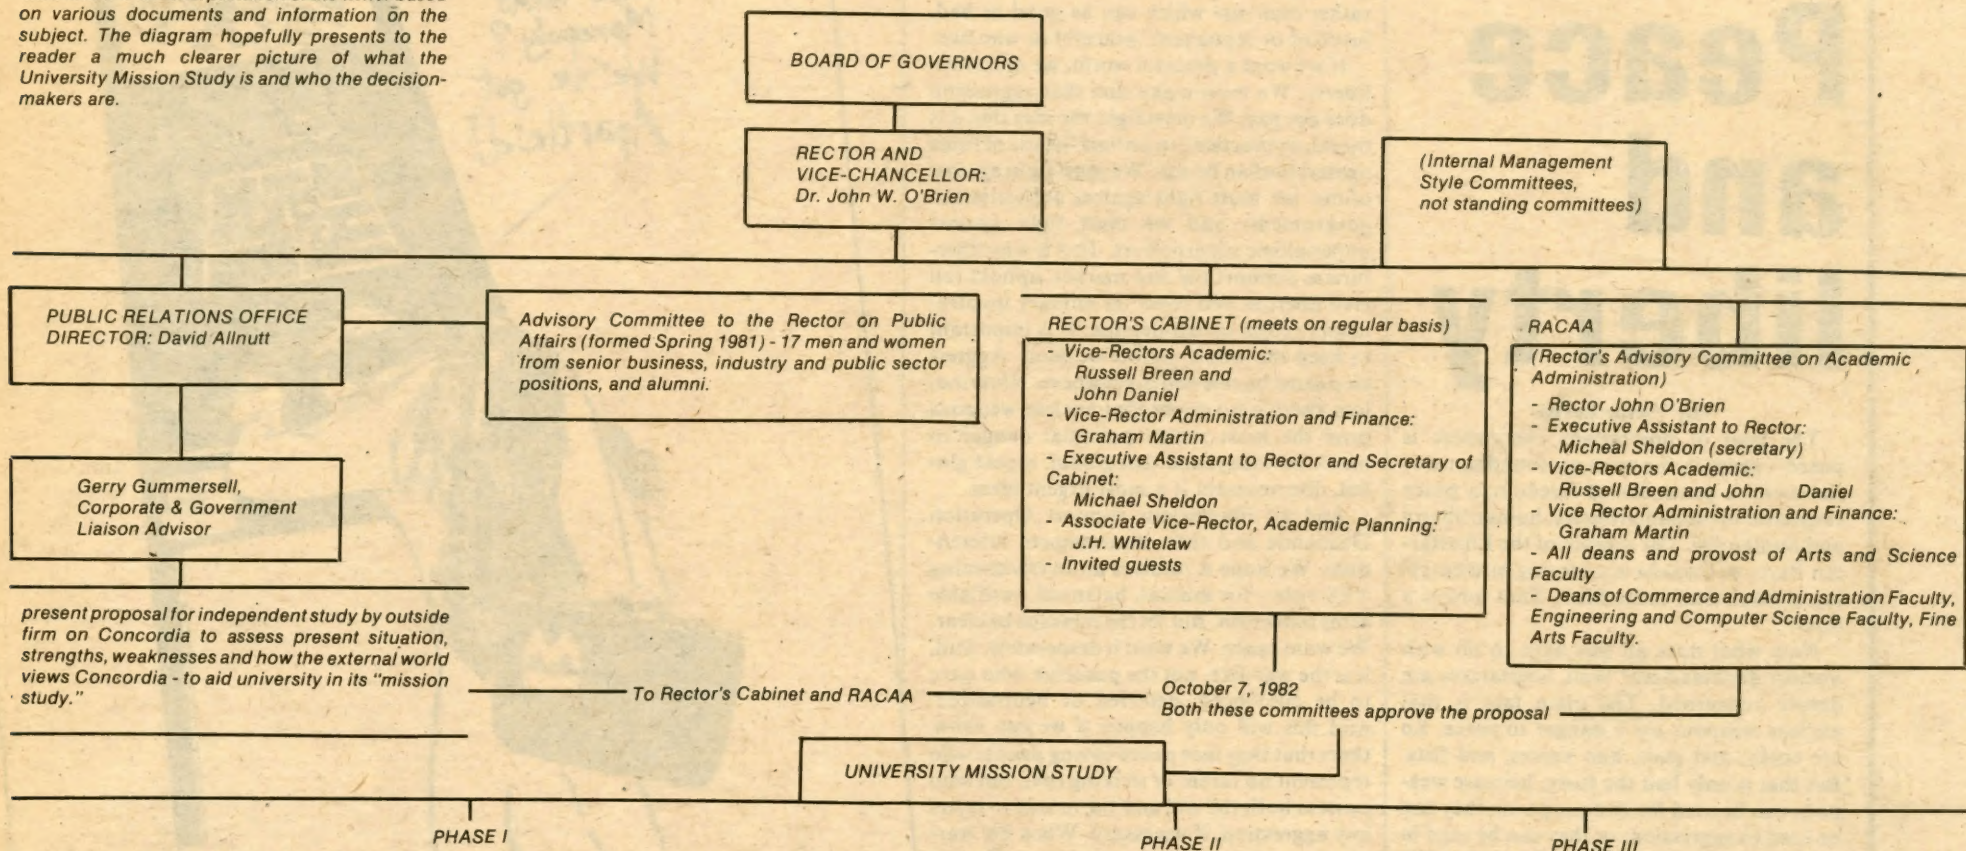 on various documents and information on the
subject. The diagram hopefully presents to the
reader a much clearer picture of what the
University Mission Study is and who the decision-
makers are.
BOARD OF GOVERNORS
RECTOR AND
VICE-CHANCELLOR:
Dr. John W. O'Brien
(Internal Management
Style Committees,
not standing committees)
PUBLIC RELATIONS OFFICE
DIRECTOR: David Allnutt
Advisory Committee to the Rector on Public
Affairs (formed Spring 1981) - 17 men and women
from senior business, industry and public sector
positions, and alumni.
Gerry Gummersell,
Corporate & Government
Liaison Advisor
RECTOR'S CABINET (meets on regular basis)
- Vice-Rectors Academic:
Russell Breen and
John Daniel
- Vice-Rector Administration and Finance:
Graham Martin
- Executive Assistant to Rector and Secretary of
Cabinet:
Michael Sheldon
- Associate Vice-Rector, Academic Planning:
J.H. Whitelaw
- Invited guests
RACAA
(Rector's Advisory Committee on Academic
Administration)
- Rector John O'Brien
- Executive Assistant to Rector:
Micheal Sheldon (secretary)
- Vice-Rectors Academic:
Russell Breen and John Daniel
- Vice Rector Administration and Finance:
Graham Martin
- All deans and provost of Arts and Science
Faculty
- Deans of Commerce and Administration Faculty,
Engineering and Computer Science Faculty, Fine
Arts Faculty.
present proposal for independent study by outside
firm on Concordia to assess present situation,
strengths, weaknesses and how the external world
views Concordia - to aid university in its "mission
study."
To Rector's Cabinet and RACAA
October 7, 1982
Both these committees approve the proposal
UNIVERSITY MISSION STUDY
PHASE I
PHASE II
PHASE III